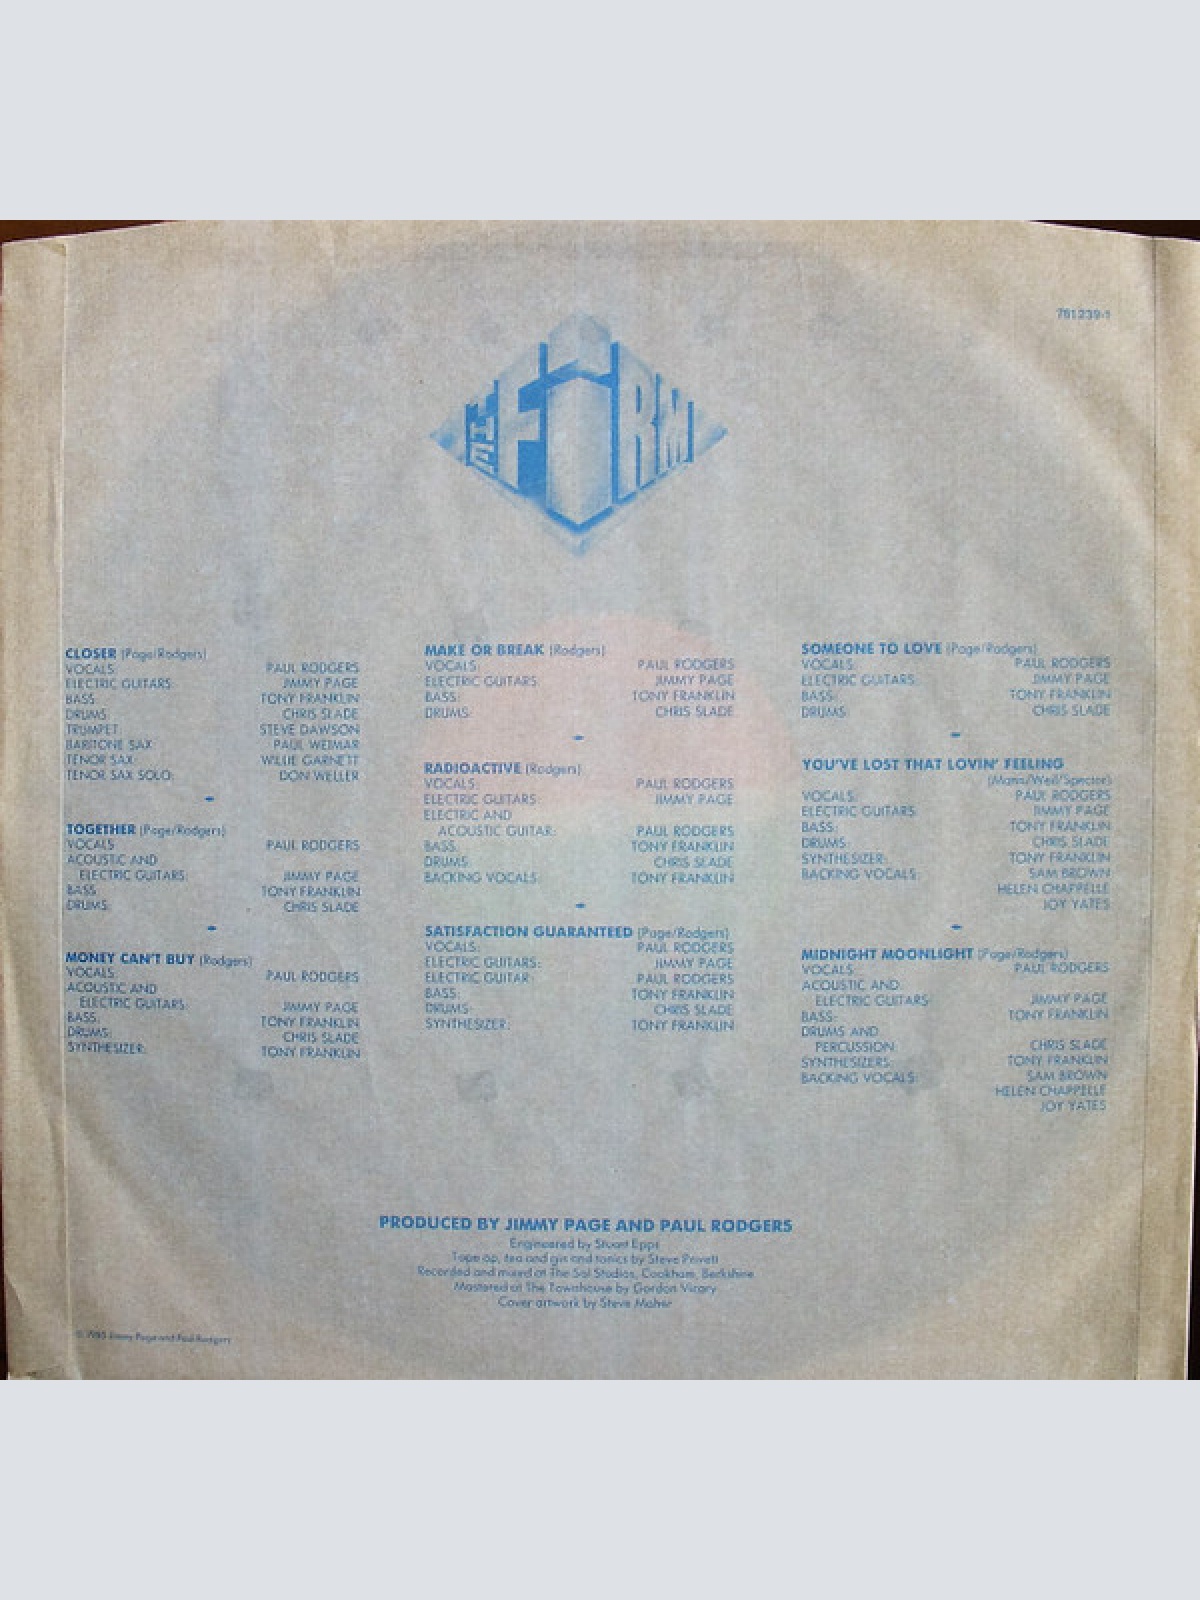 781239-1
THE FIRM
CLOSER (Page/Rodgers)
VOCALS: PAUL RODGERS
ELECTRIC GUITARS: JIMMY PAGE
BASS: TONY FRANKLIN
DRUMS: CHRIS SLADE
TRUMPET: STEVE DAWSON
BARITONE SAX: PAUL WEIMAR
TENOR SAX: WILLIE GARNETT
TENOR SAX SOLO: DON WELLER
TOGETHER (Page/Rodgers)
VOCALS: PAUL RODGERS
ACOUSTIC AND
ELECTRIC GUITARS: JIMMY PAGE
BASS: TONY FRANKLIN
DRUMS: CHRIS SLADE
MONEY CAN'T BUY (Rodgers)
VOCALS: PAUL RODGERS
ACOUSTIC AND
ELECTRIC GUITARS: JIMMY PAGE
BASS: TONY FRANKLIN
DRUMS: CHRIS SLADE
SYNTHESIZER: TONY FRANKLIN
MAKE OR BREAK (Rodgers)
VOCALS: PAUL RODGERS
ELECTRIC GUITARS: JIMMY PAGE
BASS: TONY FRANKLIN
DRUMS: CHRIS SLADE
RADIOACTIVE (Rodgers)
VOCALS: PAUL RODGERS
ELECTRIC GUITARS: JIMMY PAGE
ELECTRIC AND
ACOUSTIC GUITAR: PAUL RODGERS
BASS: TONY FRANKLIN
DRUMS: CHRIS SLADE
BACKING VOCALS: TONY FRANKLIN
SATISFACTION GUARANTEED (Page/Rodgers)
VOCALS: PAUL RODGERS
ELECTRIC GUITARS: JIMMY PAGE
ELECTRIC GUITAR: PAUL RODGERS
BASS: TONY FRANKLIN
DRUMS: CHRIS SLADE
SYNTHESIZER: TONY FRANKLIN
SOMEONE TO LOVE (Page/Rodgers)
VOCALS: PAUL RODGERS
ELECTRIC GUITARS: JIMMY PAGE
BASS: TONY FRANKLIN
DRUMS: CHRIS SLADE
YOU'VE LOST THAT LOVIN' FEELING
(Mann/Weil/Spector)
VOCALS: PAUL RODGERS
ELECTRIC GUITARS: JIMMY PAGE
BASS: TONY FRANKLIN
DRUMS: CHRIS SLADE
SYNTHESIZER: TONY FRANKLIN
BACKING VOCALS: SAM BROWN
HELEN CHAPPELLE
JOY YATES
MIDNIGHT MOONLIGHT (Page/Rodgers)
VOCALS: PAUL RODGERS
ACOUSTIC AND
ELECTRIC GUITARS: JIMMY PAGE
BASS: TONY FRANKLIN
DRUMS AND
PERCUSSION: CHRIS SLADE
SYNTHESIZERS: TONY FRANKLIN
BACKING VOCALS: SAM BROWN
HELEN CHAPPELLE
JOY YATES
PRODUCED BY JIMMY PAGE AND PAUL RODGERS
Engineered by Stuart Epps
Tape op, tea and gin and tonics by Steve Privett
Recorded and mixed at The Sol Studios, Cookham, Berkshire
Mastered at The Townhouse by Gordon Vicary
Cover artwork by Steve Maher
© 1985 Jimmy Page and Paul Rodgers